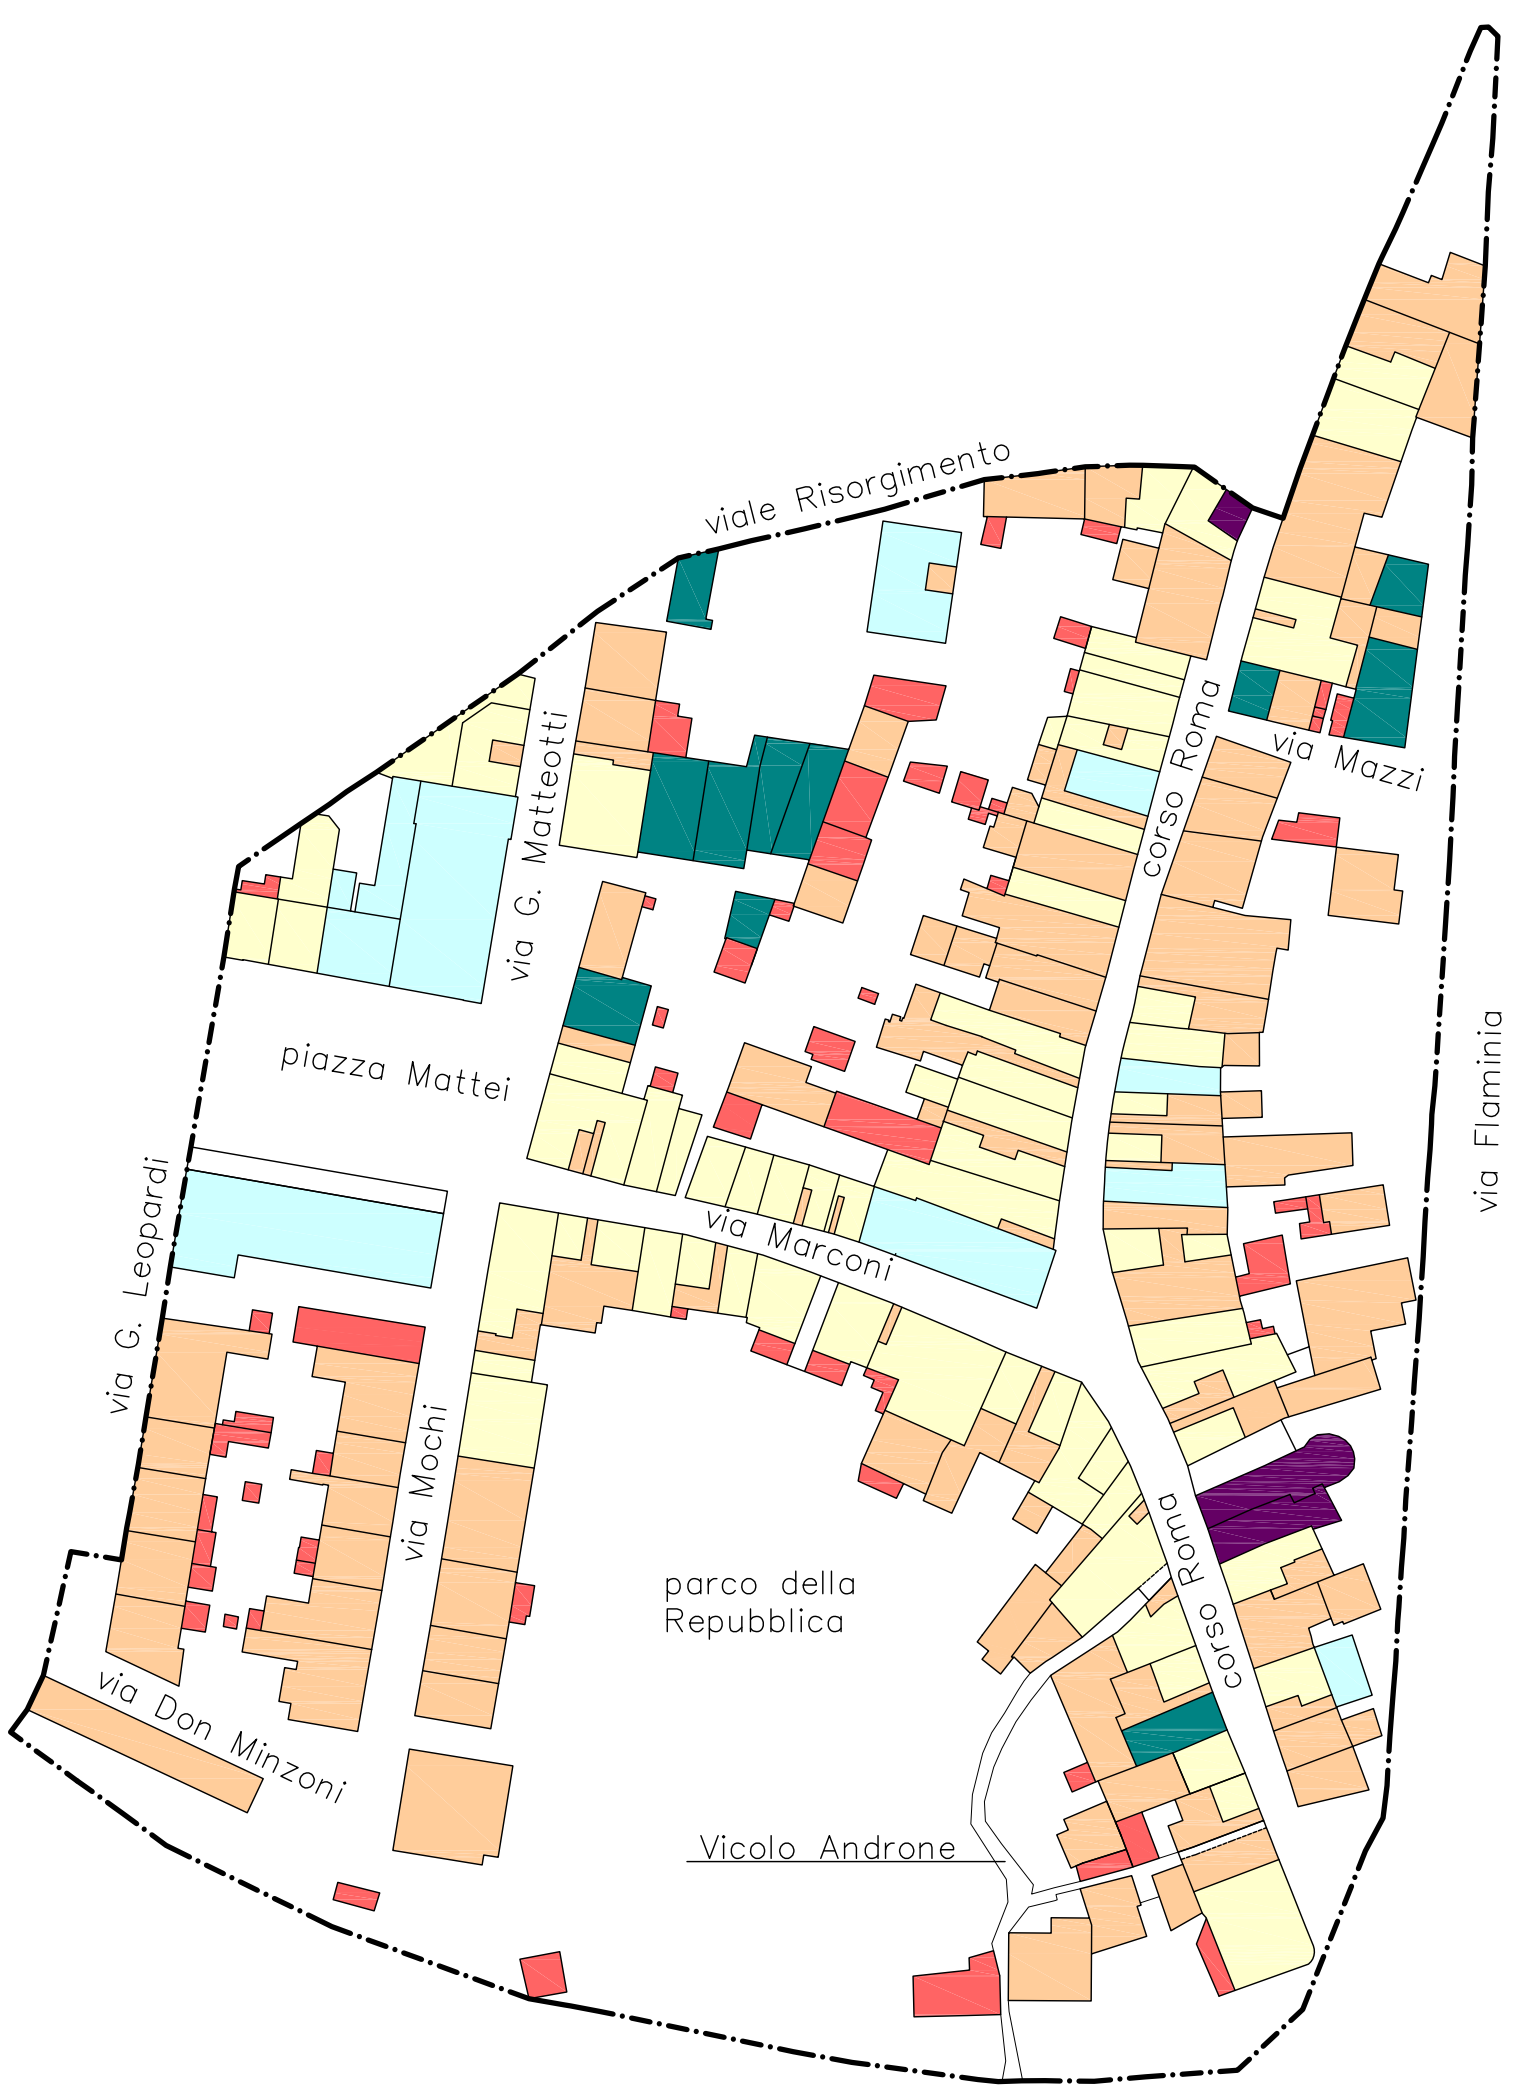 viale Risorgimento
corso Roma
via Mazzi
via G. Matteotti
piazza Mattei
via Flaminia
via G. Leopardi
via Marconi
via Mochi
corso Roma
parco della
Repubblica
via Don Minzoni
Vicolo Androne